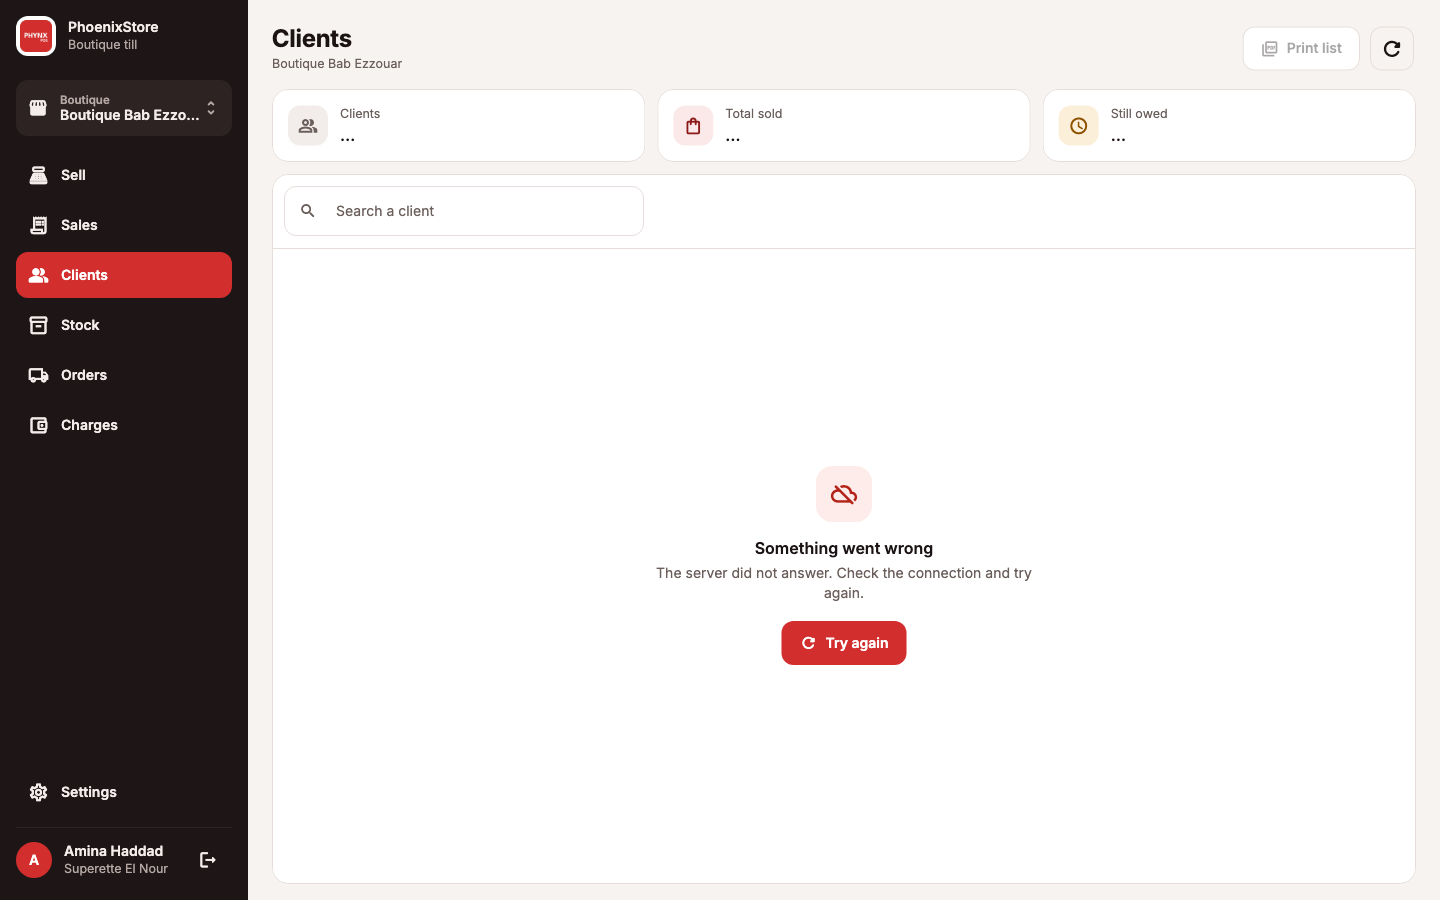 PHYNX
POS
PhoenixStore
Boutique till
Boutique
Boutique Bab Ezzo...
Sell
Sales
Clients
Stock
Orders
Charges
Settings
A
Amina Haddad
Superette El Nour
Clients
Boutique Bab Ezzouar
PDF
Print list
Clients
...
Total sold
...
Still owed
...
Search a client
Something went wrong
The server did not answer. Check the connection and try
again.
Try again